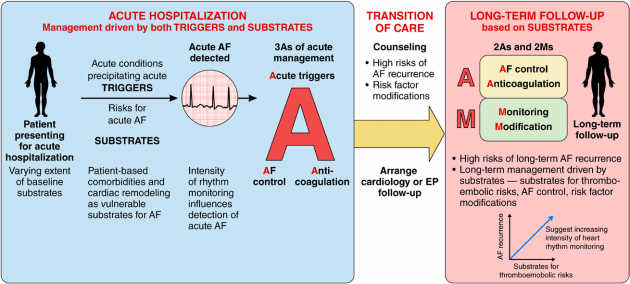 ACUTE HOSPITALIZATION
Management driven by both TRIGGERS and SUBSTRATES
Patient
presenting
for acute
hospitalization
Varying extent
of baseline
substrates
Acute conditions
precipitating acute
TRIGGERS
Risks for
acute AF
SUBSTRATES
Patient-based
comorbidities and
cardiac remodeling
as vulnerable
substrates for AF
Acute AF
detected
Intensity
of rhythm
monitoring
influences
detection of
acute AF
3As of acute
management
Acute triggers
A
AF
control
Anti-
coagulation
TRANSITION
OF CARE
Counseling
• High risks of
AF recurrence
• Risk factor
modifications
Arrange
cardiology or EP
follow-up
LONG-TERM FOLLOW-UP
based on SUBSTRATES
2As and 2Ms
A
AF control
Anticoagulation
M
Monitoring
Modification
Long-term
follow-up
• High risks of long-term AF recurrence
• Long-term management driven by
substrates — substrates for thrombo-
embolic risks, AF control, risk factor
modifications
AF recurrence
Suggest increasing
intensity of heart
rhythm monitoring
Substrates for
thromboemobolic risks